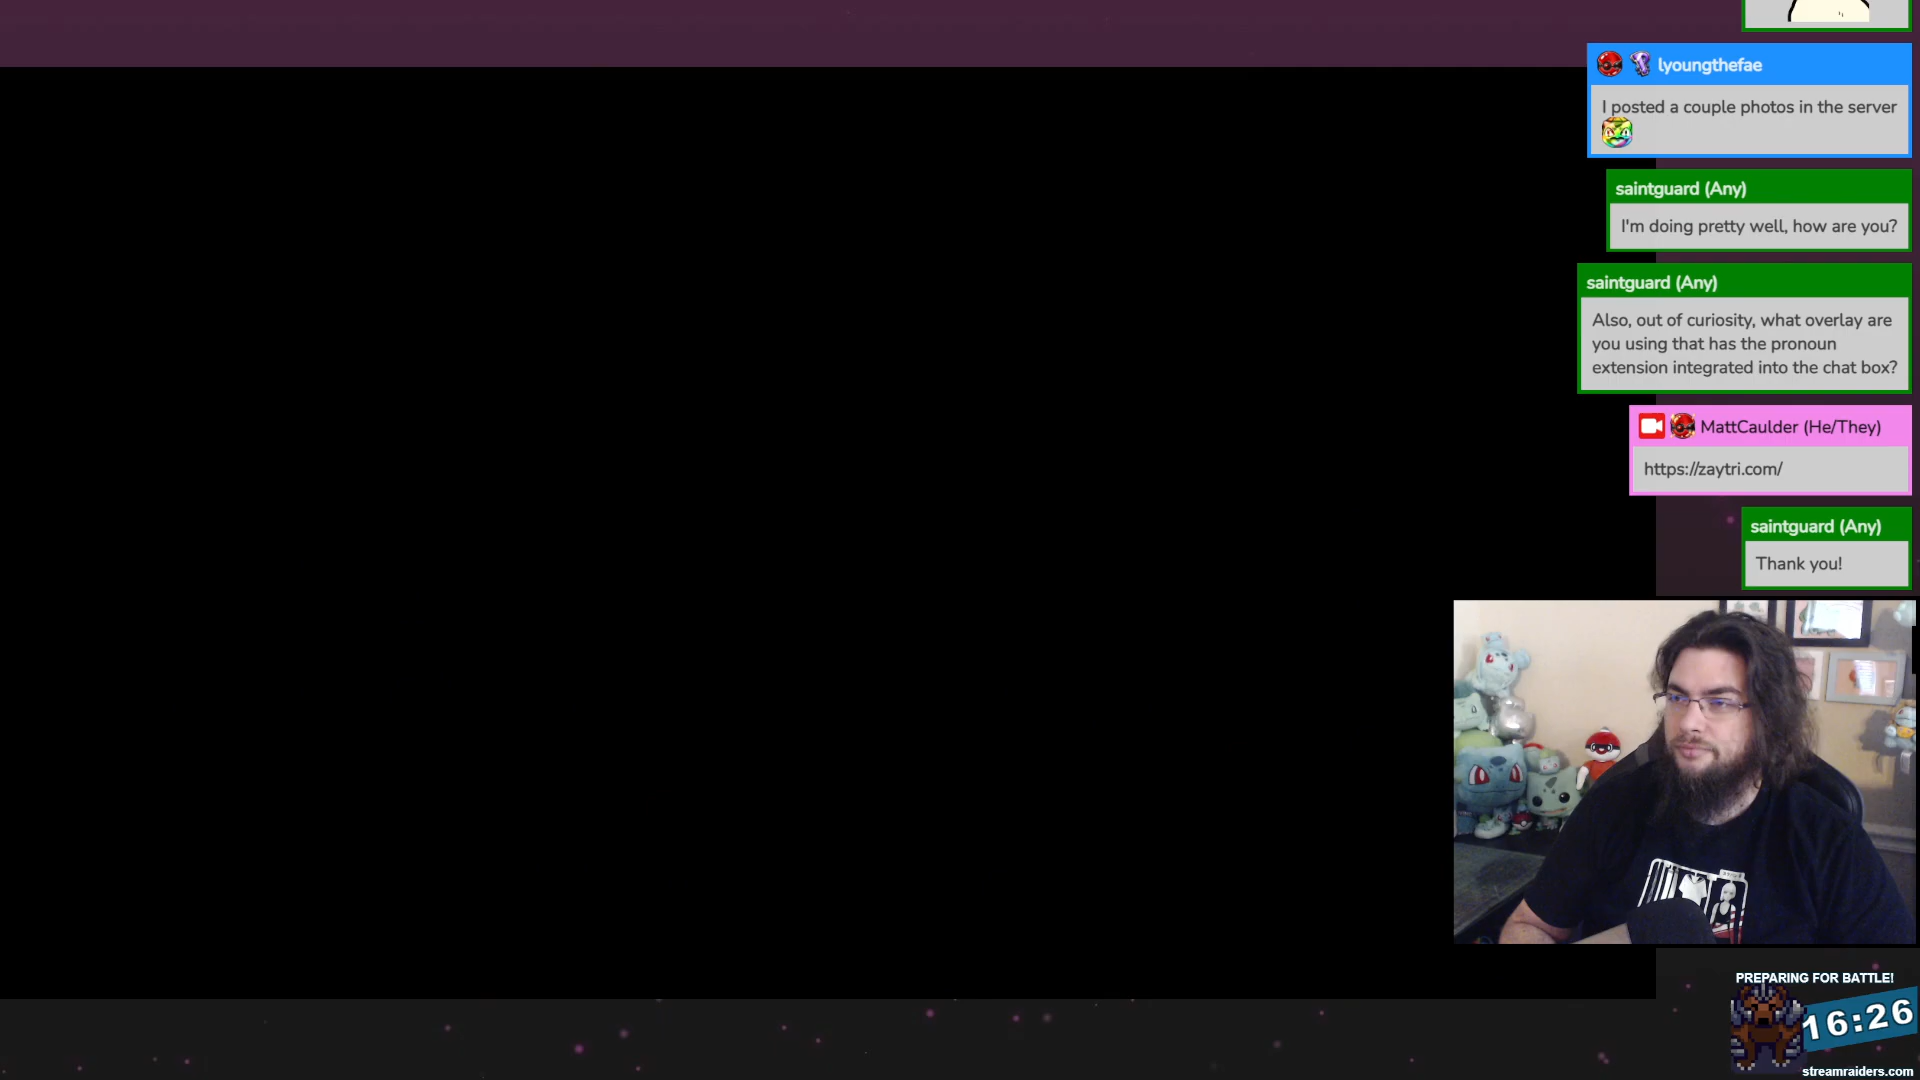 lyoungthefae
I posted a couple photos in the server
saintguard (Any)
I'm doing pretty well, how are you?
saintguard (Any)
Also, out of curiosity, what overlay are
you using that has the pronoun
extension integrated into the chat box?
MattCaulder (He/They)
https://zaytri.com/
saintguard (Any)
Thank you!
PREPARING FOR BATTLE!
16:26
streamraiders.com